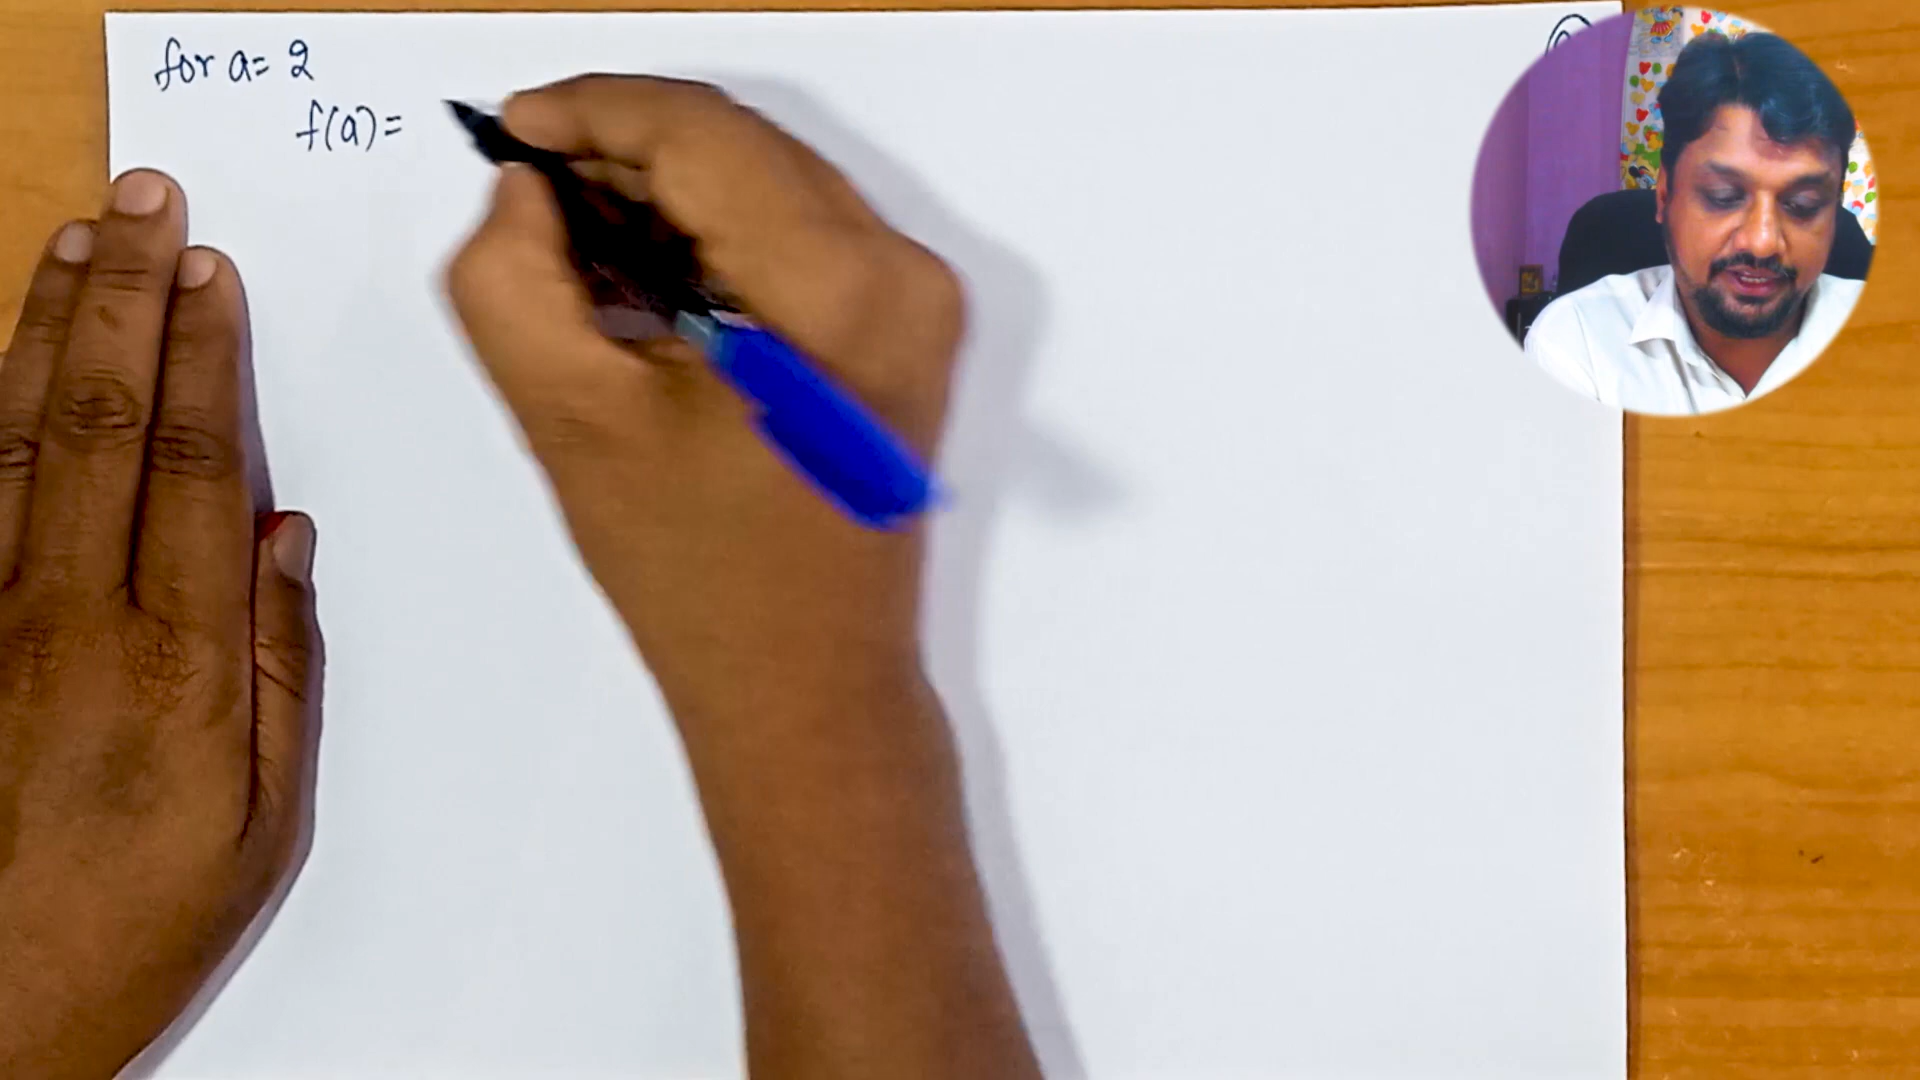 for a= 2
f(a)=